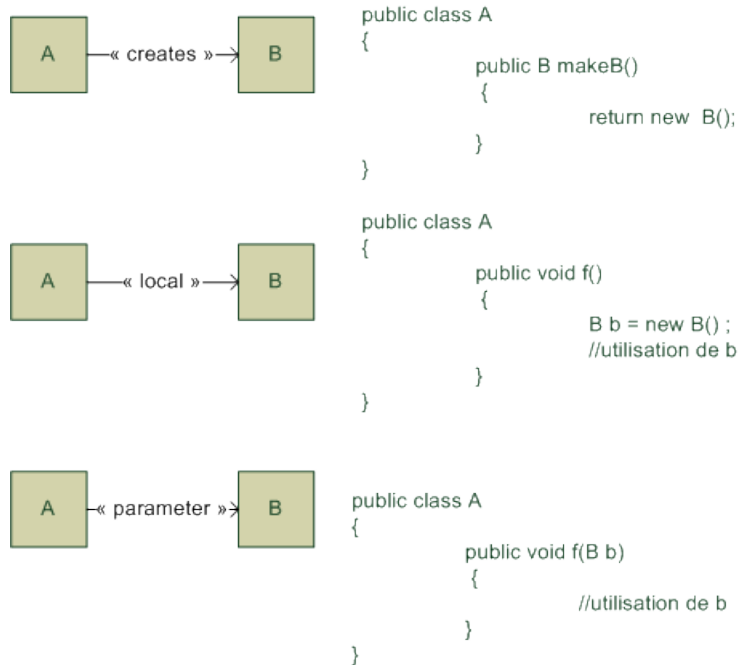 A « creates » B
public class A
{
public B makeB()
{
return new B();
}
}
A « local » B
public class A
{
public void f()
{
B b = new B() ;
//utilisation de b
}
}
A « parameter » B
public class A
{
public void f(B b)
{
//utilisation de b
}
}